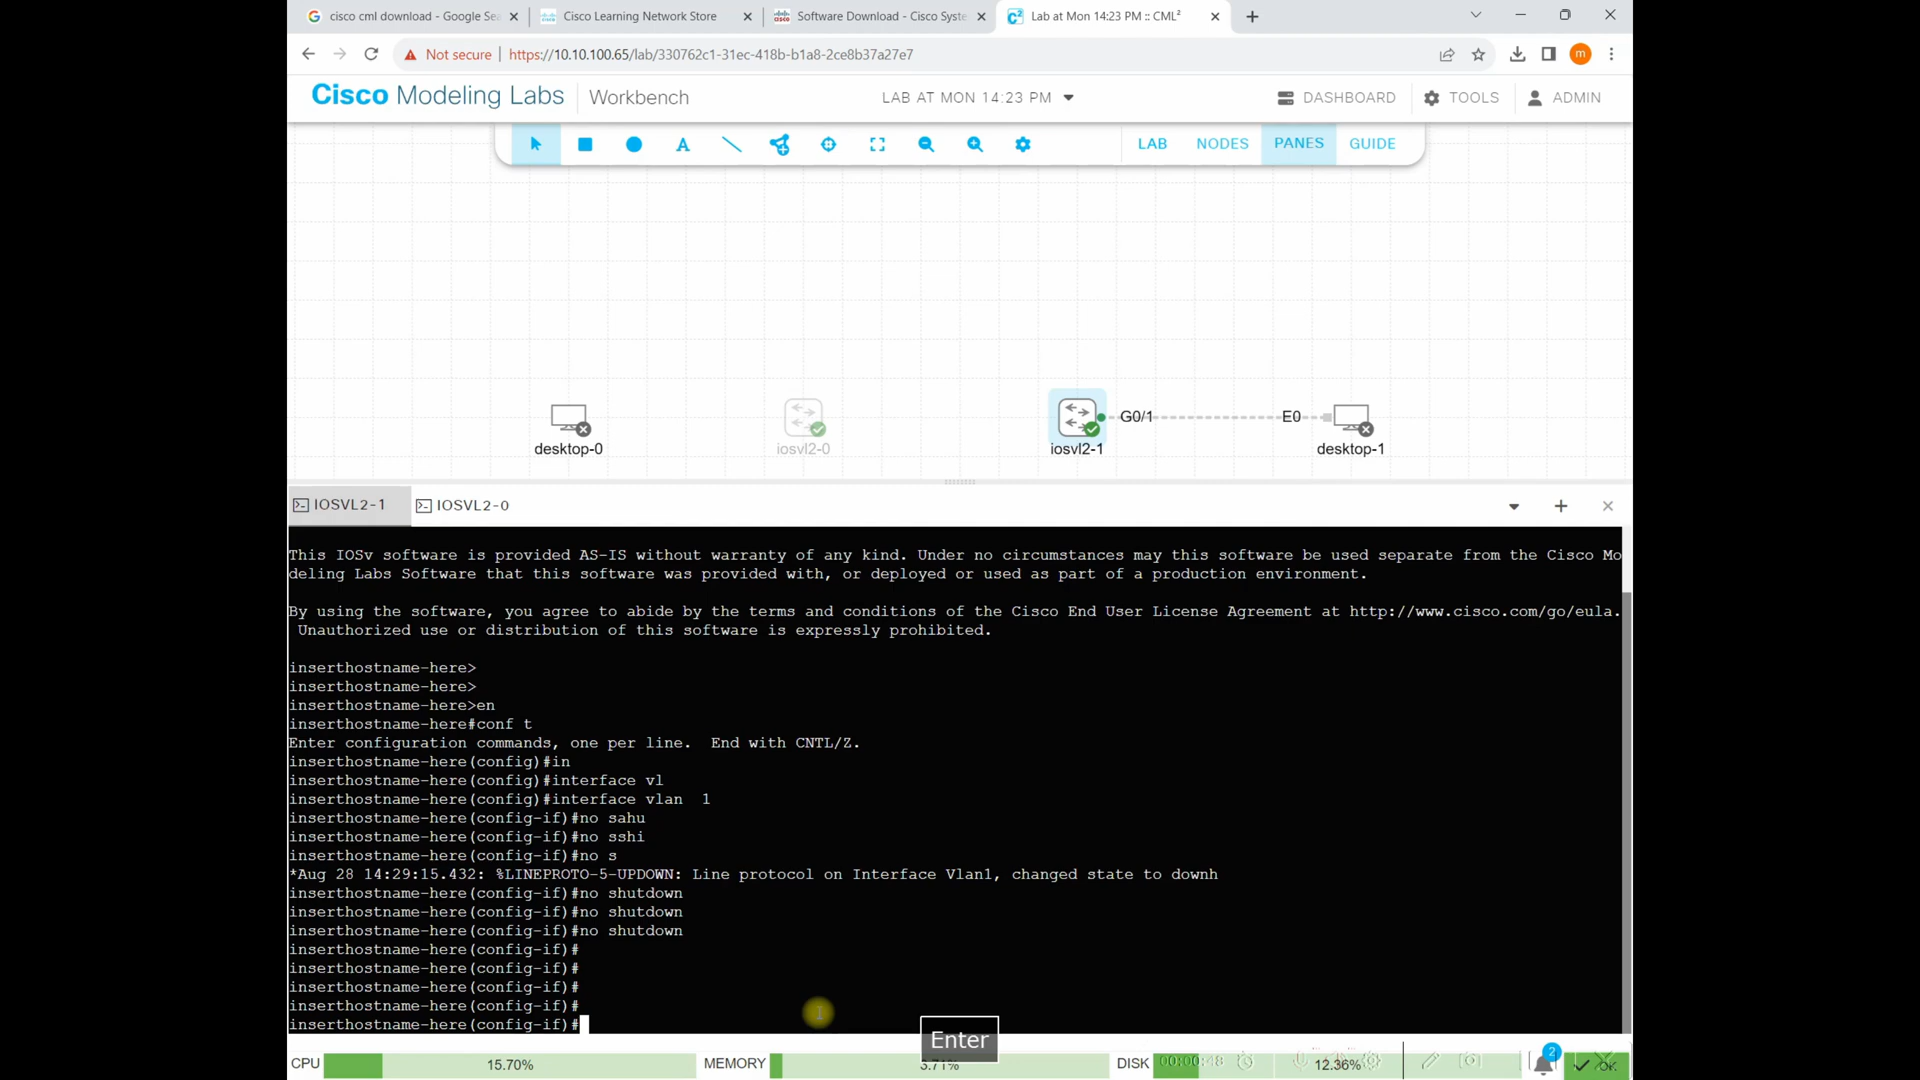 cisco cml download - Google Sea
Cisco Learning Network Store
Software Download - Cisco Syste
Lab at Mon 14:23 PM :: CML²
Not secure
https://10.10.100.65/lab/330762c1-31ec-418b-b1a8-2ce8b37a27e7
m
Cisco Modeling Labs
Workbench
LAB AT MON 14:23 PM
DASHBOARD
TOOLS
ADMIN
A
LAB
NODES
PANES
GUIDE
G0/1
E0
desktop-0
iosvl2-0
iosvl2-1
desktop-1
IOSVL2-1
IOSVL2-0
This IOSv software is provided AS-IS without warranty of any kind. Under no circumstances may this software be used separate from the Cisco Mo
deling Labs Software that this software was provided with, or deployed or used as part of a production environment.
By using the software, you agree to abide by the terms and conditions of the Cisco End User License Agreement at http://www.cisco.com/go/eula.
Unauthorized use or distribution of this software is expressly prohibited.
inserthostname-here>
inserthostname-here>
inserthostname-here>en
inserthostname-here#conf t
Enter configuration commands, one per line.  End with CNTL/Z.
inserthostname-here(config)#in
inserthostname-here(config)#interface vl
inserthostname-here(config)#interface vlan  1
inserthostname-here(config-if)#no sahu
inserthostname-here(config-if)#no sshi
inserthostname-here(config-if)#no s
*Aug 28 14:29:15.432: %LINEPROTO-5-UPDOWN: Line protocol on Interface Vlan1, changed state to downh
inserthostname-here(config-if)#no shutdown
inserthostname-here(config-if)#no shutdown
inserthostname-here(config-if)#no shutdown
inserthostname-here(config-if)#
inserthostname-here(config-if)#
inserthostname-here(config-if)#
inserthostname-here(config-if)#
inserthostname-here(config-if)#
Enter
CPU
15.70%
MEMORY
3.71%
DISK
00:00:48
12.36%
2
OK